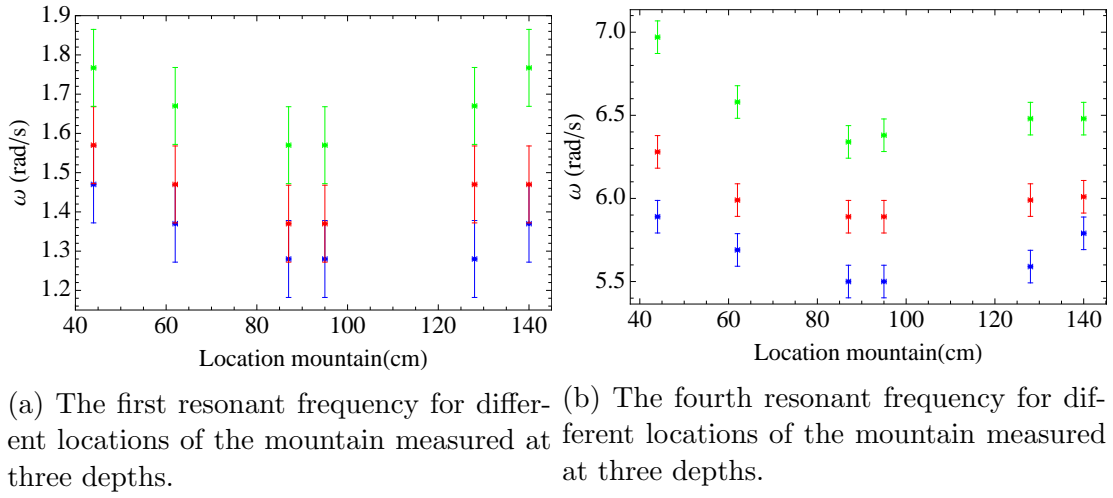 1.9
1.8
1.7
1.6
1.5
1.4
1.3
1.2
ω (rad/s)
40 60 80 100 120 140
Location mountain(cm)
7.0
6.5
6.0
5.5
ω (rad/s)
40 60 80 100 120 140
Location mountain(cm)
(a) The first resonant frequency for differ-
ent locations of the mountain measured at
three depths.
(b) The fourth resonant frequency for dif-
ferent locations of the mountain measured
at three depths.